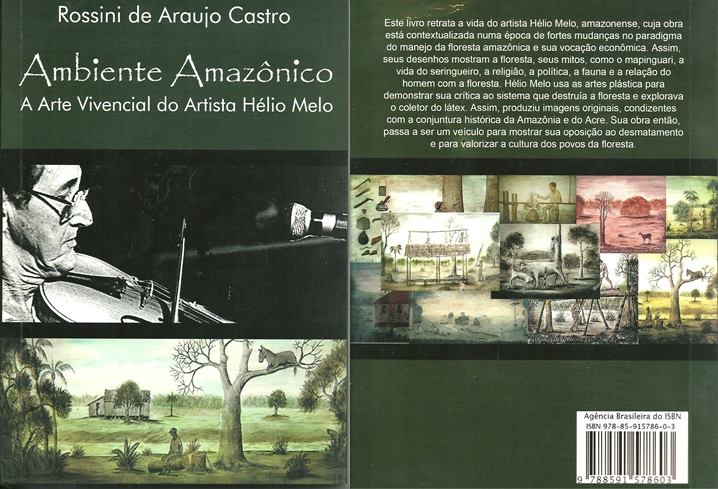 Rossini de Araujo Castro
Ambiente Amazônico
A Arte Vivencial do Artista Hélio Melo
Este livro retrata a vida do artista Hélio Melo, amazonense, cuja obra
está contextualizada numa época de fortes mudanças no paradigma
do manejo da floresta amazônica e sua vocação econômica. Assim,
seus desenhos mostram a floresta, seus mitos, como o mapinguari, a
vida do seringueiro, a religião, a política, a fauna e a relação do
homem com a floresta. Hélio Melo usa as artes plástica para
demonstrar sua crítica ao sistema que destruía a floresta e explorava
o coletor do látex. Assim, produziu imagens originais, condizentes
com a conjuntura histórica da Amazônia e do Acre. Sua obra então,
passa a ser um veículo para mostrar sua oposição ao desmatamento
e para valorizar a cultura dos povos da floresta.
Agência Brasileira do ISBN
ISBN 978-85-915786-0-3
9 788591 578603